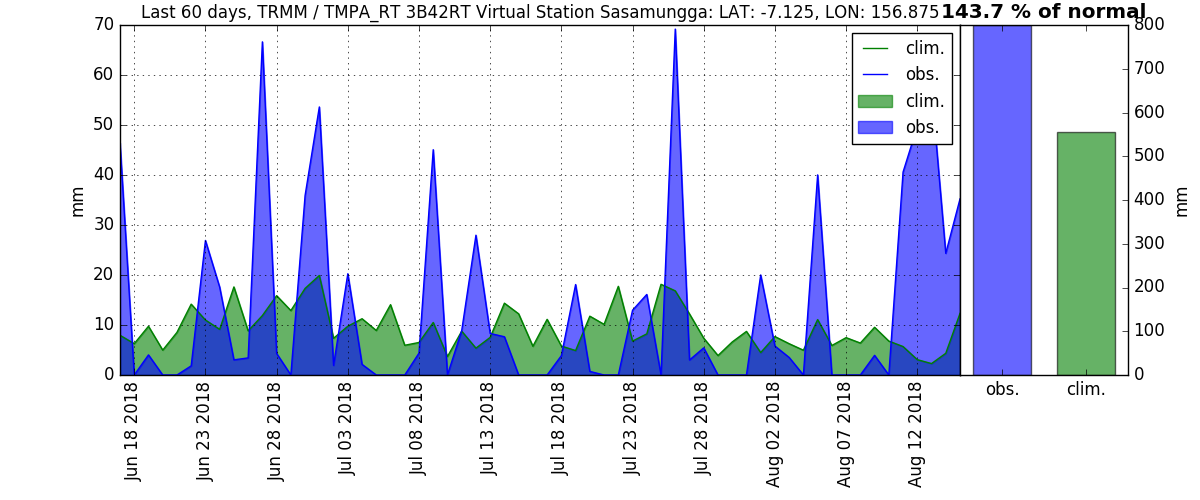 Last 60 days, TRMM / TMPA_RT 3B42RT Virtual Station Sasamungga: LAT: -7.125, LON: 156.875
143.7 % of normal
70
60
50
40
30
20
10
0
mm
clim.
obs.
clim.
obs.
800
700
600
500
400
300
200
100
0
mm
Jun 18 2018
Jun 23 2018
Jun 28 2018
Jul 03 2018
Jul 08 2018
Jul 13 2018
Jul 18 2018
Jul 23 2018
Jul 28 2018
Aug 02 2018
Aug 07 2018
Aug 12 2018
obs.
clim.